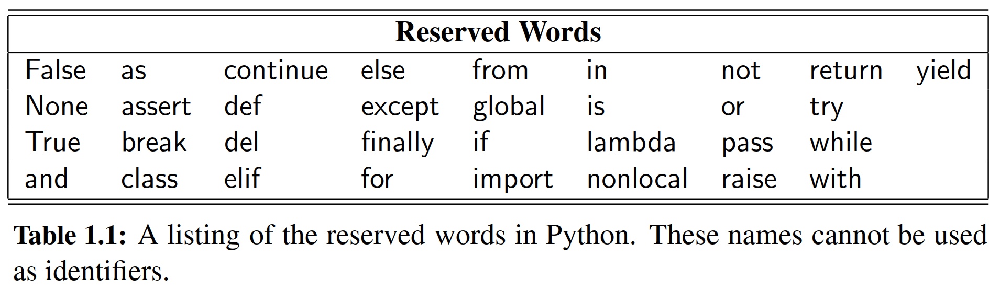 Reserved Words
False as continue else from in not return yield
None assert def except global is or try
True break del finally if lambda pass while
and class elif for import nonlocal raise with
Table 1.1: A listing of the reserved words in Python. These names cannot be used
as identifiers.